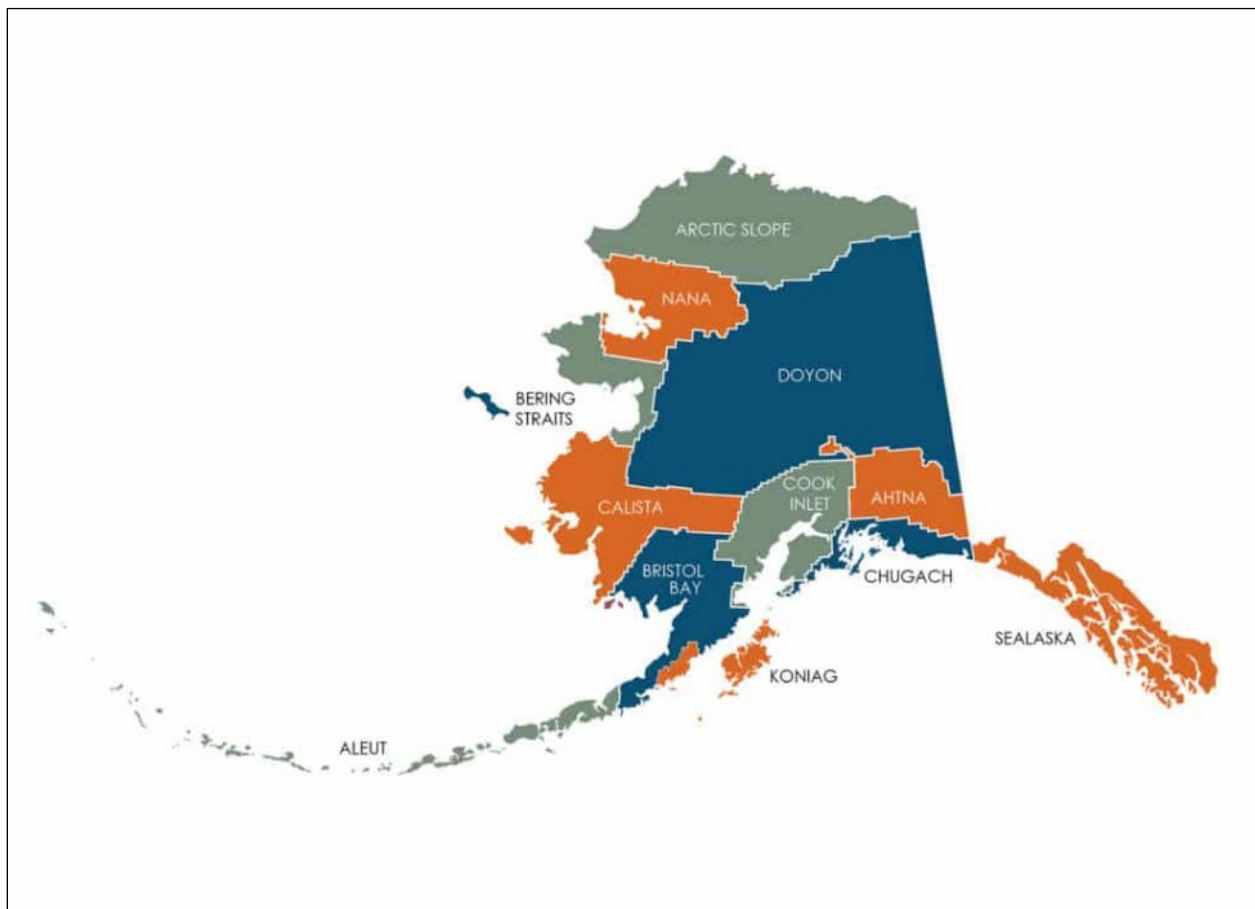 ARCTIC SLOPE
NANA
DOYON
BERING
STRAITS
COOK
INLET
AHTNA
CALISTA
BRISTOL
BAY
CHUGACH
SEALASKA
KONIAG
ALEUT